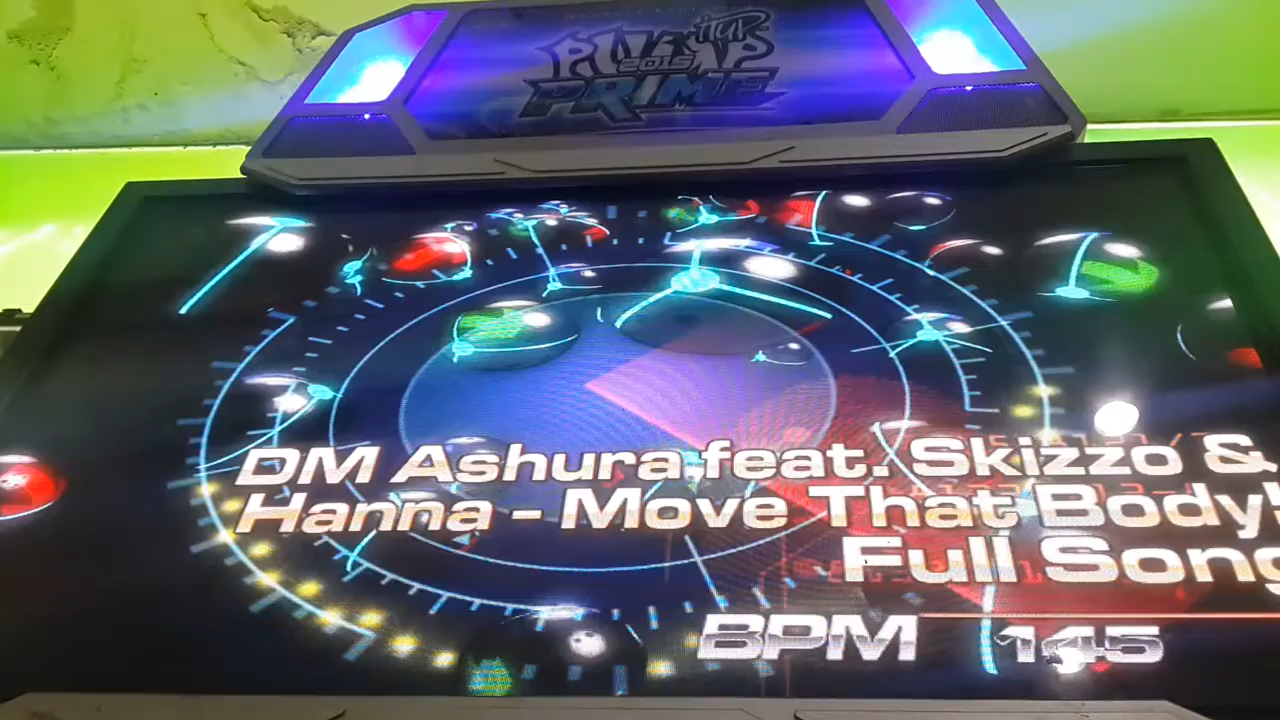 PUMP iT UP
2015
PRIME
DM Ashura feat. Skizzo &
Hanna - Move That Body!
Full Song
BPM 145